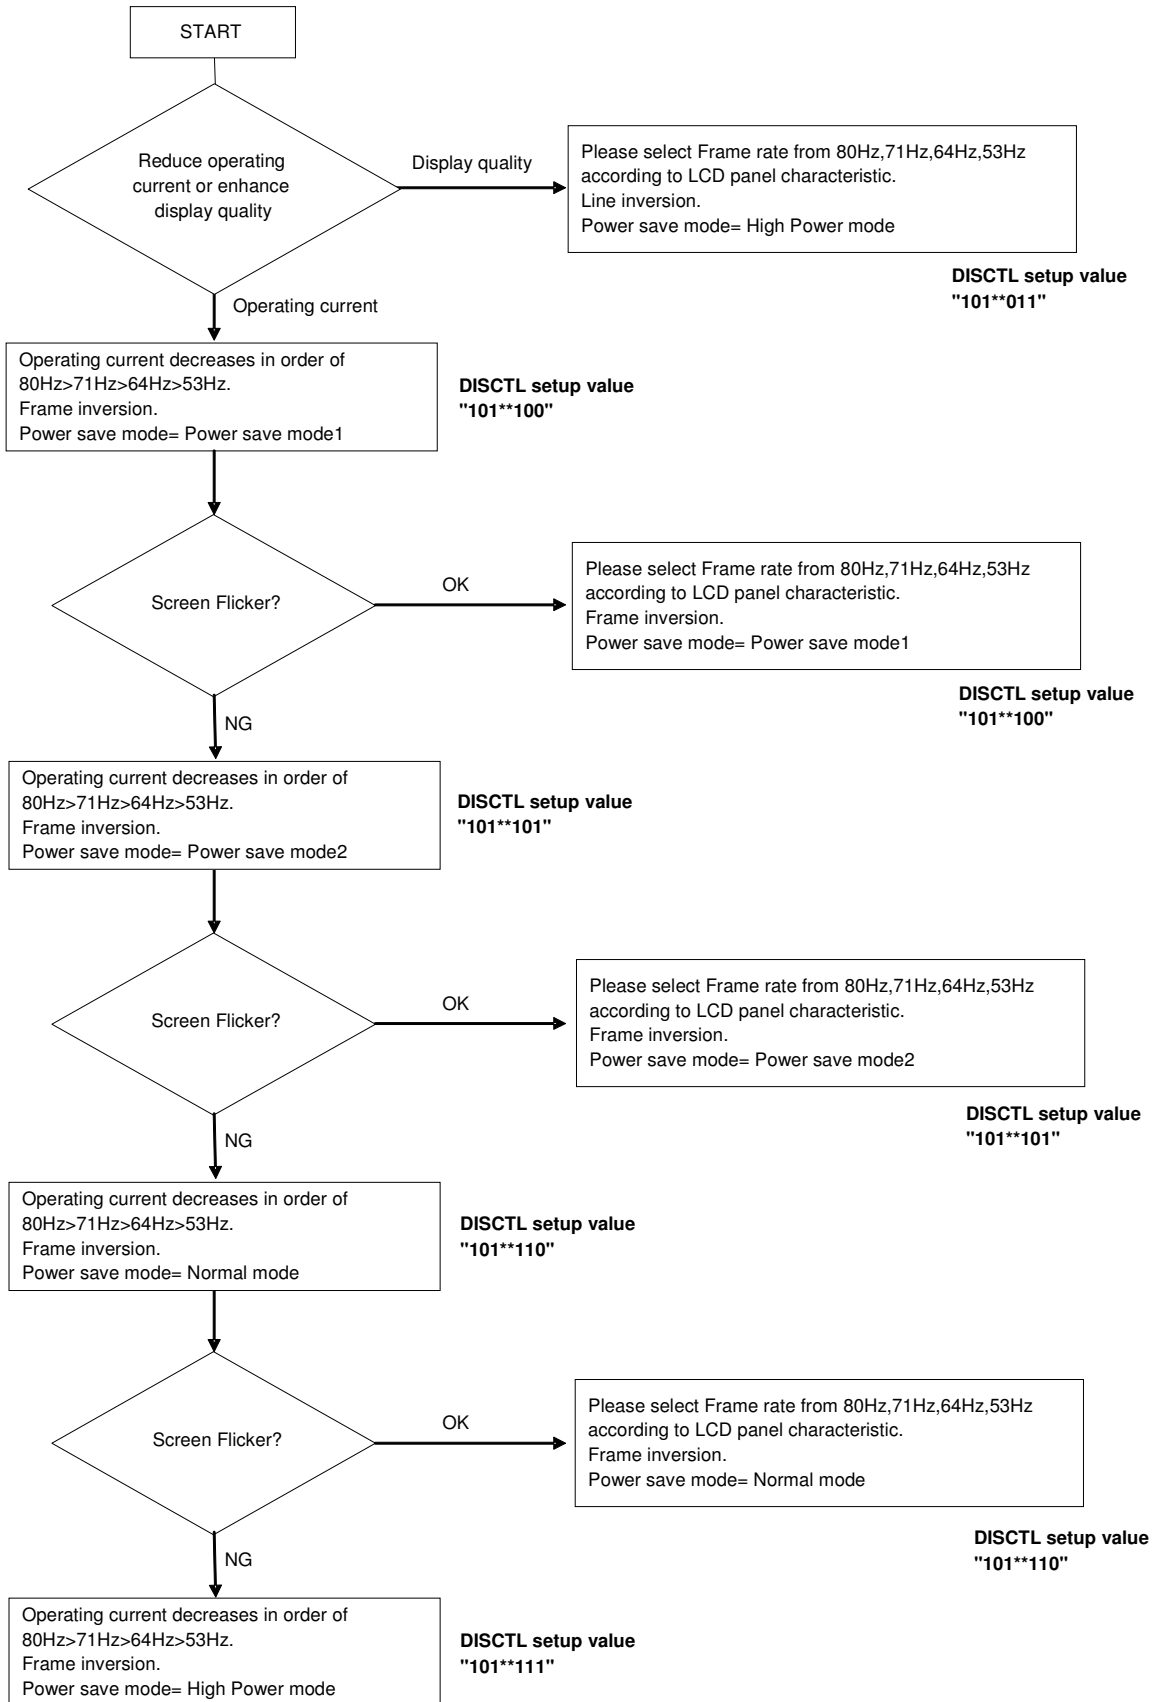 START
Reduce operating
current or enhance
display quality
Display quality
Please select Frame rate from 80Hz,71Hz,64Hz,53Hz
according to LCD panel characteristic.
Line inversion.
Power save mode= High Power mode
DISCTL setup value
"101**011"
Operating current
Operating current decreases in order of
80Hz>71Hz>64Hz>53Hz.
Frame inversion.
Power save mode= Power save mode1
DISCTL setup value
"101**100"
Screen Flicker?
OK
Please select Frame rate from 80Hz,71Hz,64Hz,53Hz
according to LCD panel characteristic.
Frame inversion.
Power save mode= Power save mode1
DISCTL setup value
"101**100"
NG
Operating current decreases in order of
80Hz>71Hz>64Hz>53Hz.
Frame inversion.
Power save mode= Power save mode2
DISCTL setup value
"101**101"
Screen Flicker?
OK
Please select Frame rate from 80Hz,71Hz,64Hz,53Hz
according to LCD panel characteristic.
Frame inversion.
Power save mode= Power save mode2
DISCTL setup value
"101**101"
NG
Operating current decreases in order of
80Hz>71Hz>64Hz>53Hz.
Frame inversion.
Power save mode= Normal mode
DISCTL setup value
"101**110"
Screen Flicker?
OK
Please select Frame rate from 80Hz,71Hz,64Hz,53Hz
according to LCD panel characteristic.
Frame inversion.
Power save mode= Normal mode
DISCTL setup value
"101**110"
NG
Operating current decreases in order of
80Hz>71Hz>64Hz>53Hz.
Frame inversion.
Power save mode= High Power mode
DISCTL setup value
"101**111"